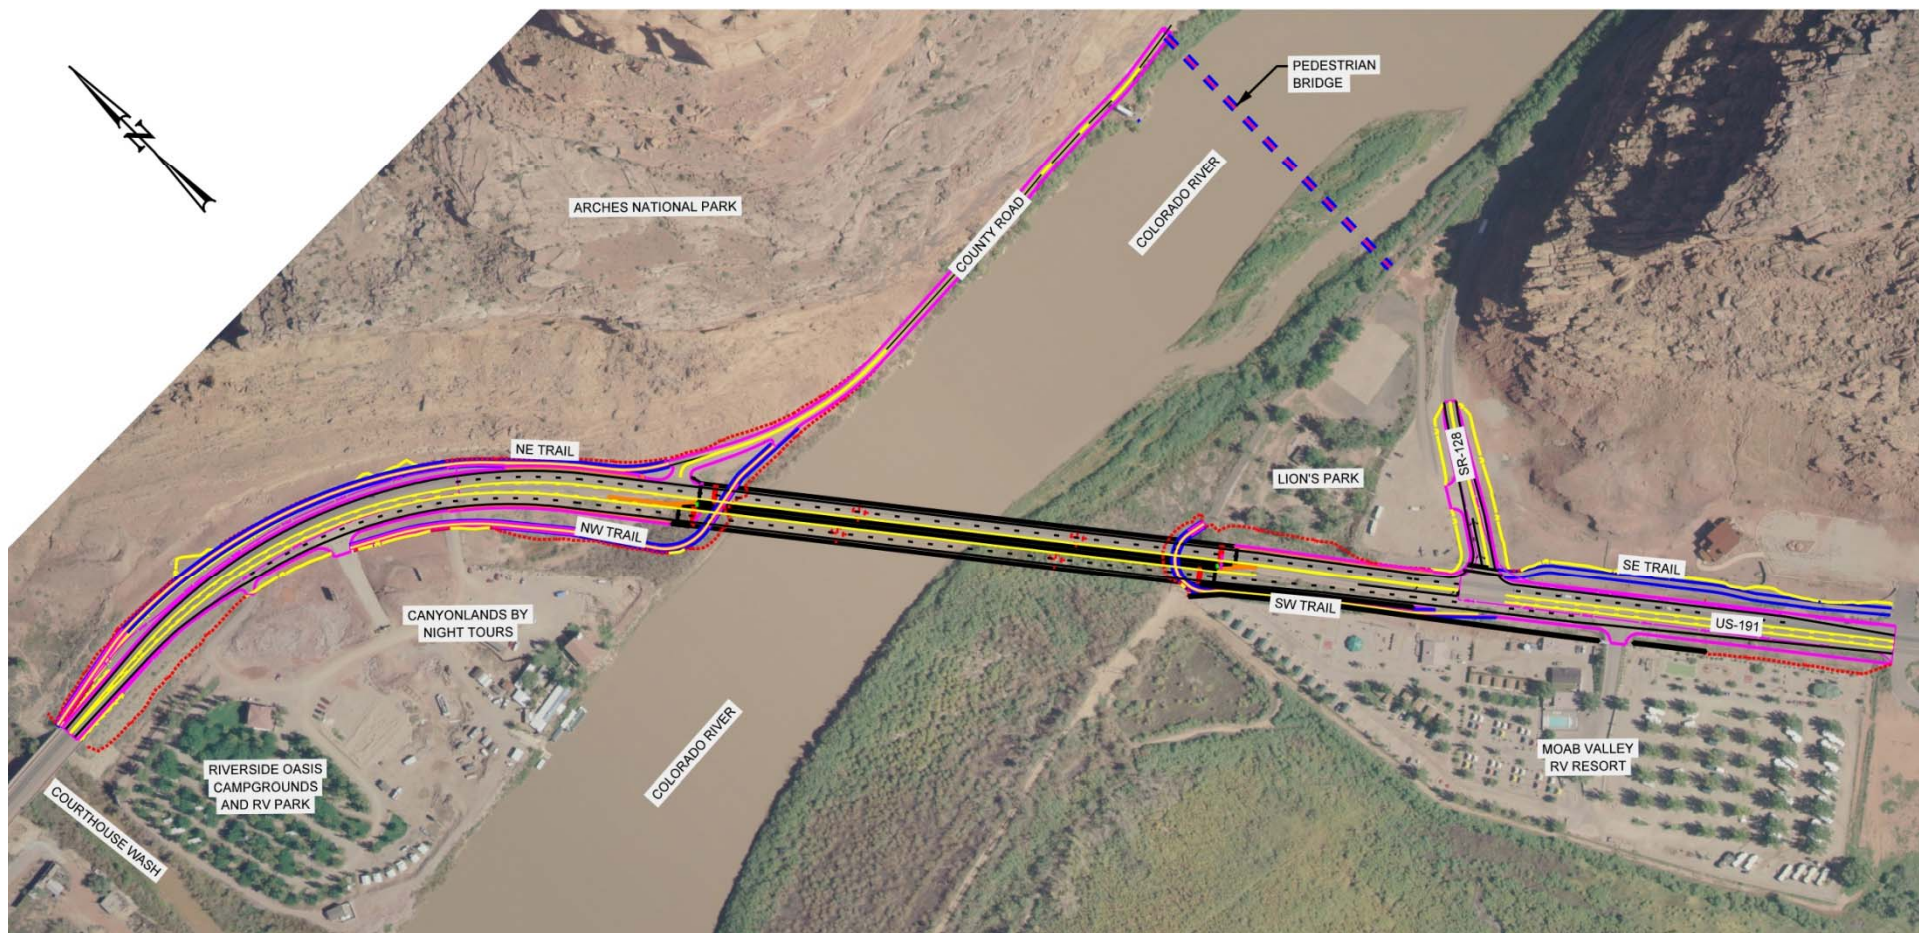 PEDESTRIAN
BRIDGE
N
ARCHES NATIONAL PARK
COLORADO RIVER
COUNTY ROAD
NE TRAIL
SR-128
LION'S PARK
NW TRAIL
SE TRAIL
SW TRAIL
US-191
CANYONLANDS BY
NIGHT TOURS
COLORADO RIVER
MOAB VALLEY
RV RESORT
RIVERSIDE OASIS
CAMPGROUNDS
AND RV PARK
COURTHOUSE WASH